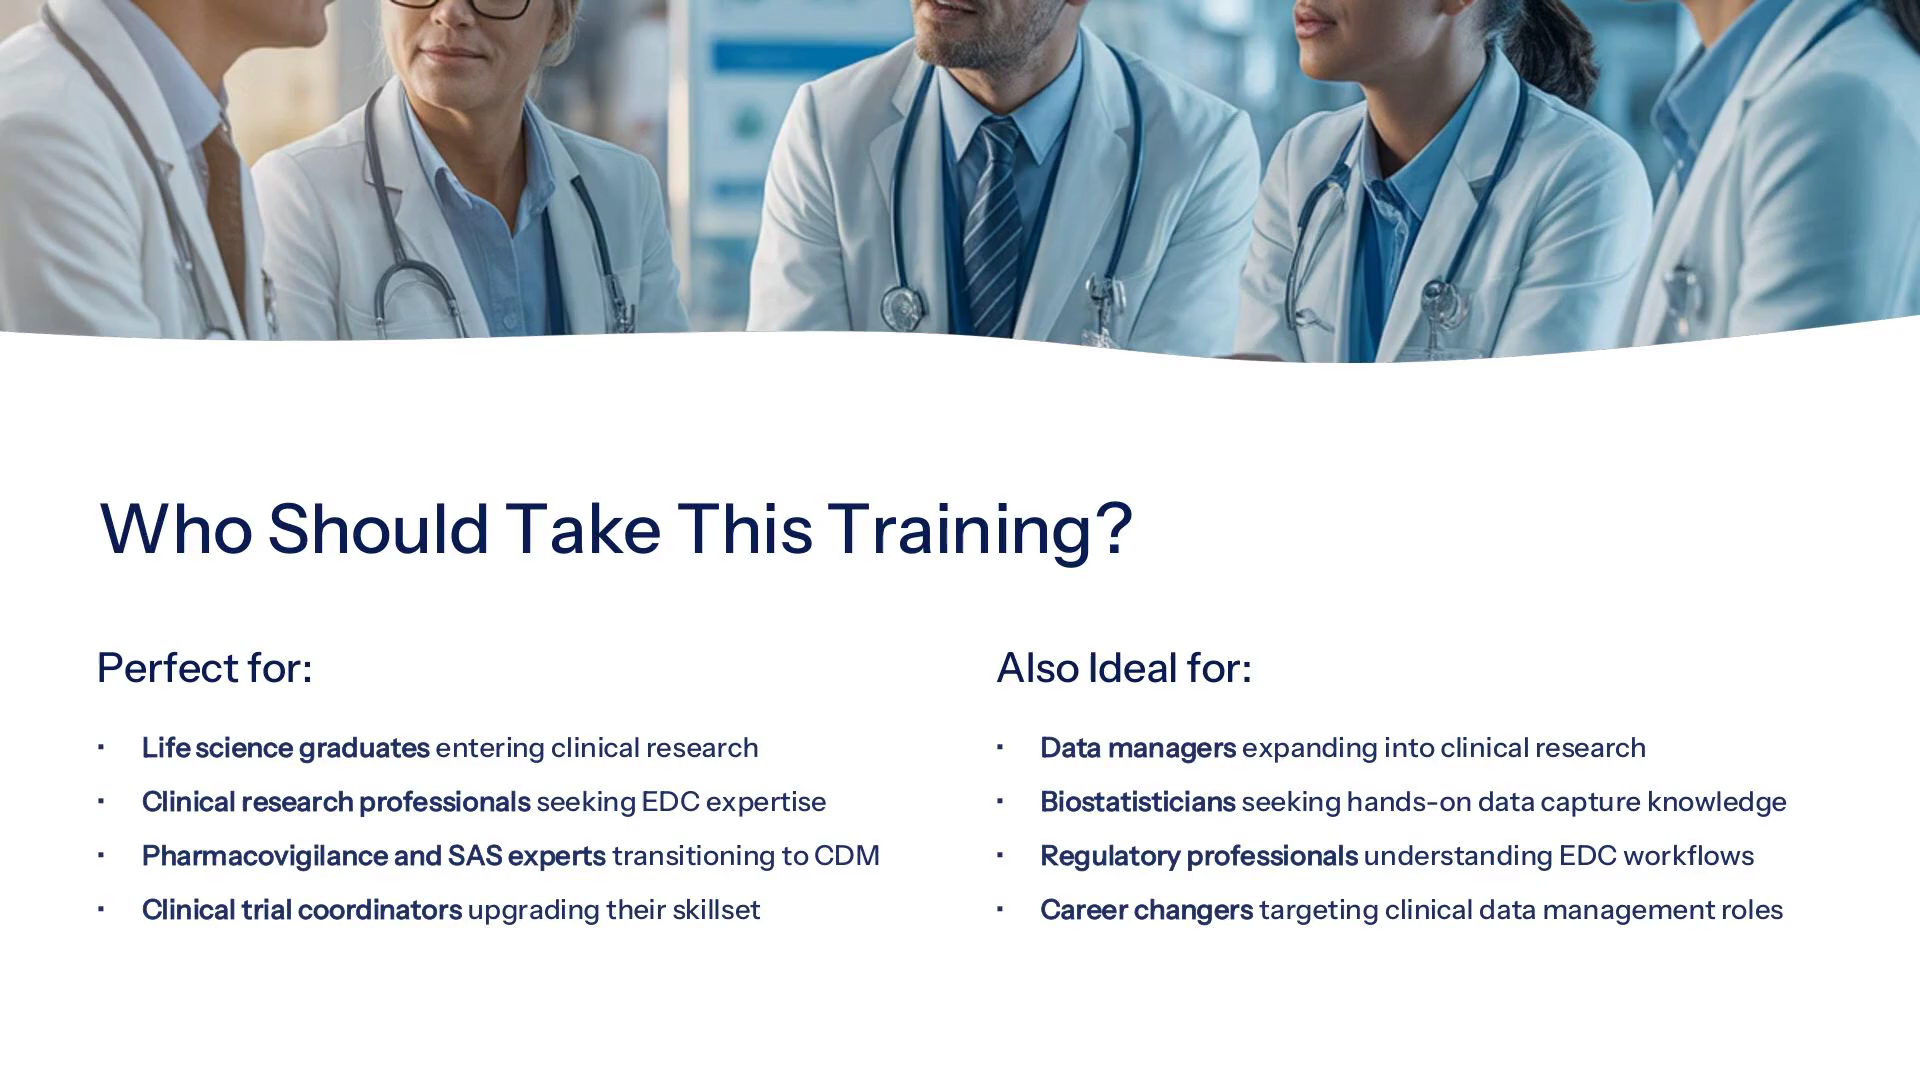 Who Should Take This Training?
Perfect for:
· Life science graduates entering clinical research
· Clinical research professionals seeking EDC expertise
· Pharmacovigilance and SAS experts transitioning to CDM
· Clinical trial coordinators upgrading their skillset
Also Ideal for:
· Data managers expanding into clinical research
· Biostatisticians seeking hands-on data capture knowledge
· Regulatory professionals understanding EDC workflows
· Career changers targeting clinical data management roles